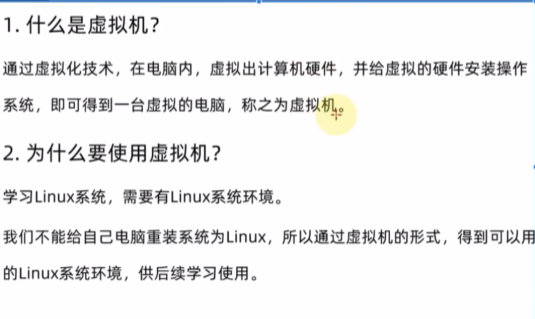 1. 什么是虚拟机？
通过虚拟化技术，在电脑内，虚拟出计算机硬件，并给虚拟的硬件安装操作
系统，即可得到一台虚拟的电脑，称之为虚拟机。
2. 为什么要使用虚拟机？
学习Linux系统，需要有Linux系统环境。
我们不能给自己电脑重装系统为Linux，所以通过虚拟机的形式，得到可以用
的Linux系统环境，供后续学习使用。